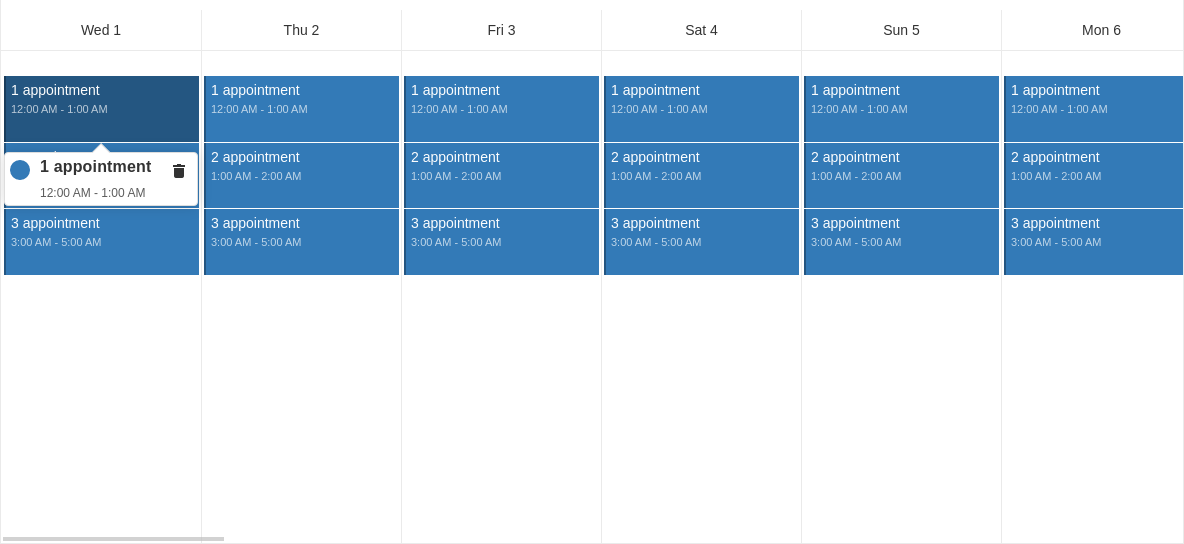 Wed 1
Thu 2
Fri 3
Sat 4
Sun 5
Mon 6
1 appointment
12:00 AM - 1:00 AM
1 appointment
12:00 AM - 1:00 AM
3 appointment
3:00 AM - 5:00 AM
1 appointment
12:00 AM - 1:00 AM
2 appointment
1:00 AM - 2:00 AM
3 appointment
3:00 AM - 5:00 AM
1 appointment
12:00 AM - 1:00 AM
2 appointment
1:00 AM - 2:00 AM
3 appointment
3:00 AM - 5:00 AM
1 appointment
12:00 AM - 1:00 AM
2 appointment
1:00 AM - 2:00 AM
3 appointment
3:00 AM - 5:00 AM
1 appointment
12:00 AM - 1:00 AM
2 appointment
1:00 AM - 2:00 AM
3 appointment
3:00 AM - 5:00 AM
1 appointment
12:00 AM - 1:00 AM
2 appointment
1:00 AM - 2:00 AM
3 appointment
3:00 AM - 5:00 AM